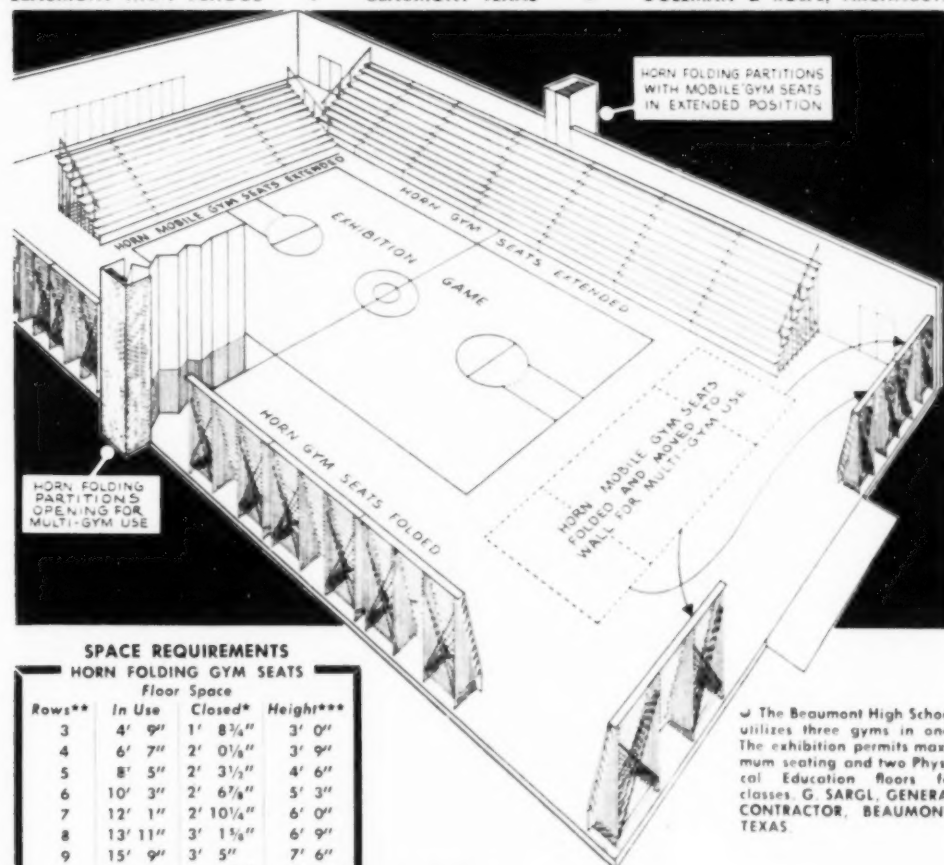 HORN FOLDING PARTITIONS
WITH MOBILE GYM SEATS
IN EXTENDED POSITION
HORN MOBILE GYM SEATS EXTENDED
HORN GYM SEATS EXTENDED
EXHIBITION
GAME
HORN GYM SEATS FOLDED
HORN MOBILE GYM SEATS
FOLDED AND MOVED TO
WALL FOR MULTI-GYM USE
HORN FOLDING
PARTITIONS
OPENING FOR
MULTI-GYM USE
SPACE REQUIREMENTS
HORN FOLDING GYM SEATS
Floor Space
Rows** In Use Closed* Height***
3 4' 9" 1' 8¾" 3' 0"
4 6' 7" 2' 0⅛" 3' 9"
5 8' 5" 2' 3½" 4' 6"
6 10' 3" 2' 6⅞" 5' 3"
7 12' 1" 2' 10¼" 6' 0"
8 13' 11" 3' 1⅝" 6' 9"
9 15' 9" 3' 5" 7' 6"
The Beaumont High School
utilizes three gyms in one
The exhibition permits maxi
mum seating and two Physi
cal Education floors fo
classes. G. SARGL, GENERA
CONTRACTOR, BEAUMON
TEXAS.